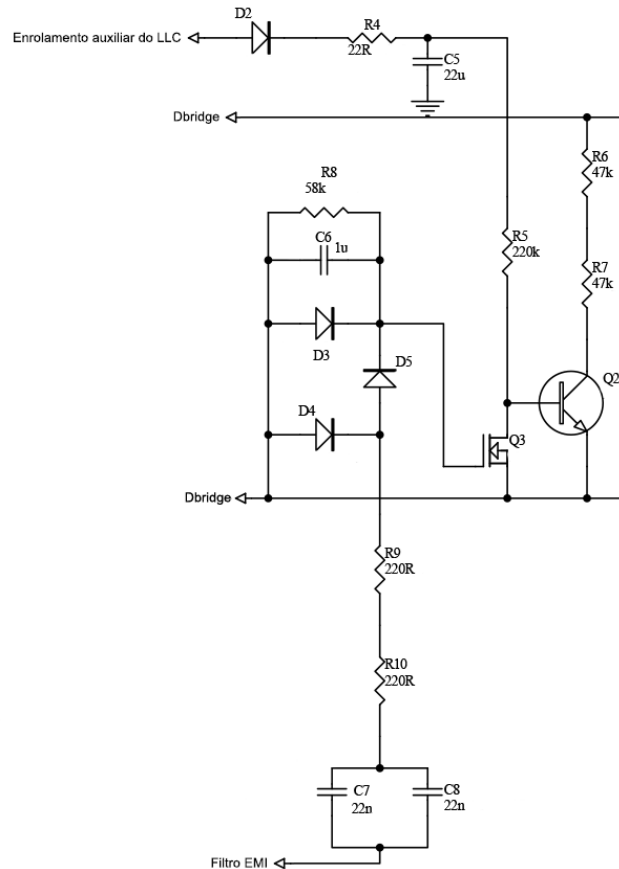 D2
Enrolamento auxiliar do LLC
R4
22R
C5
22u
Dbridge
R6
47k
R8
58k
C6
1u
R5
220k
R7
47k
D3
D5
Q2
D4
Q3
Dbridge
R9
220R
R10
220R
C7
22n
C8
22n
Filtro EMI